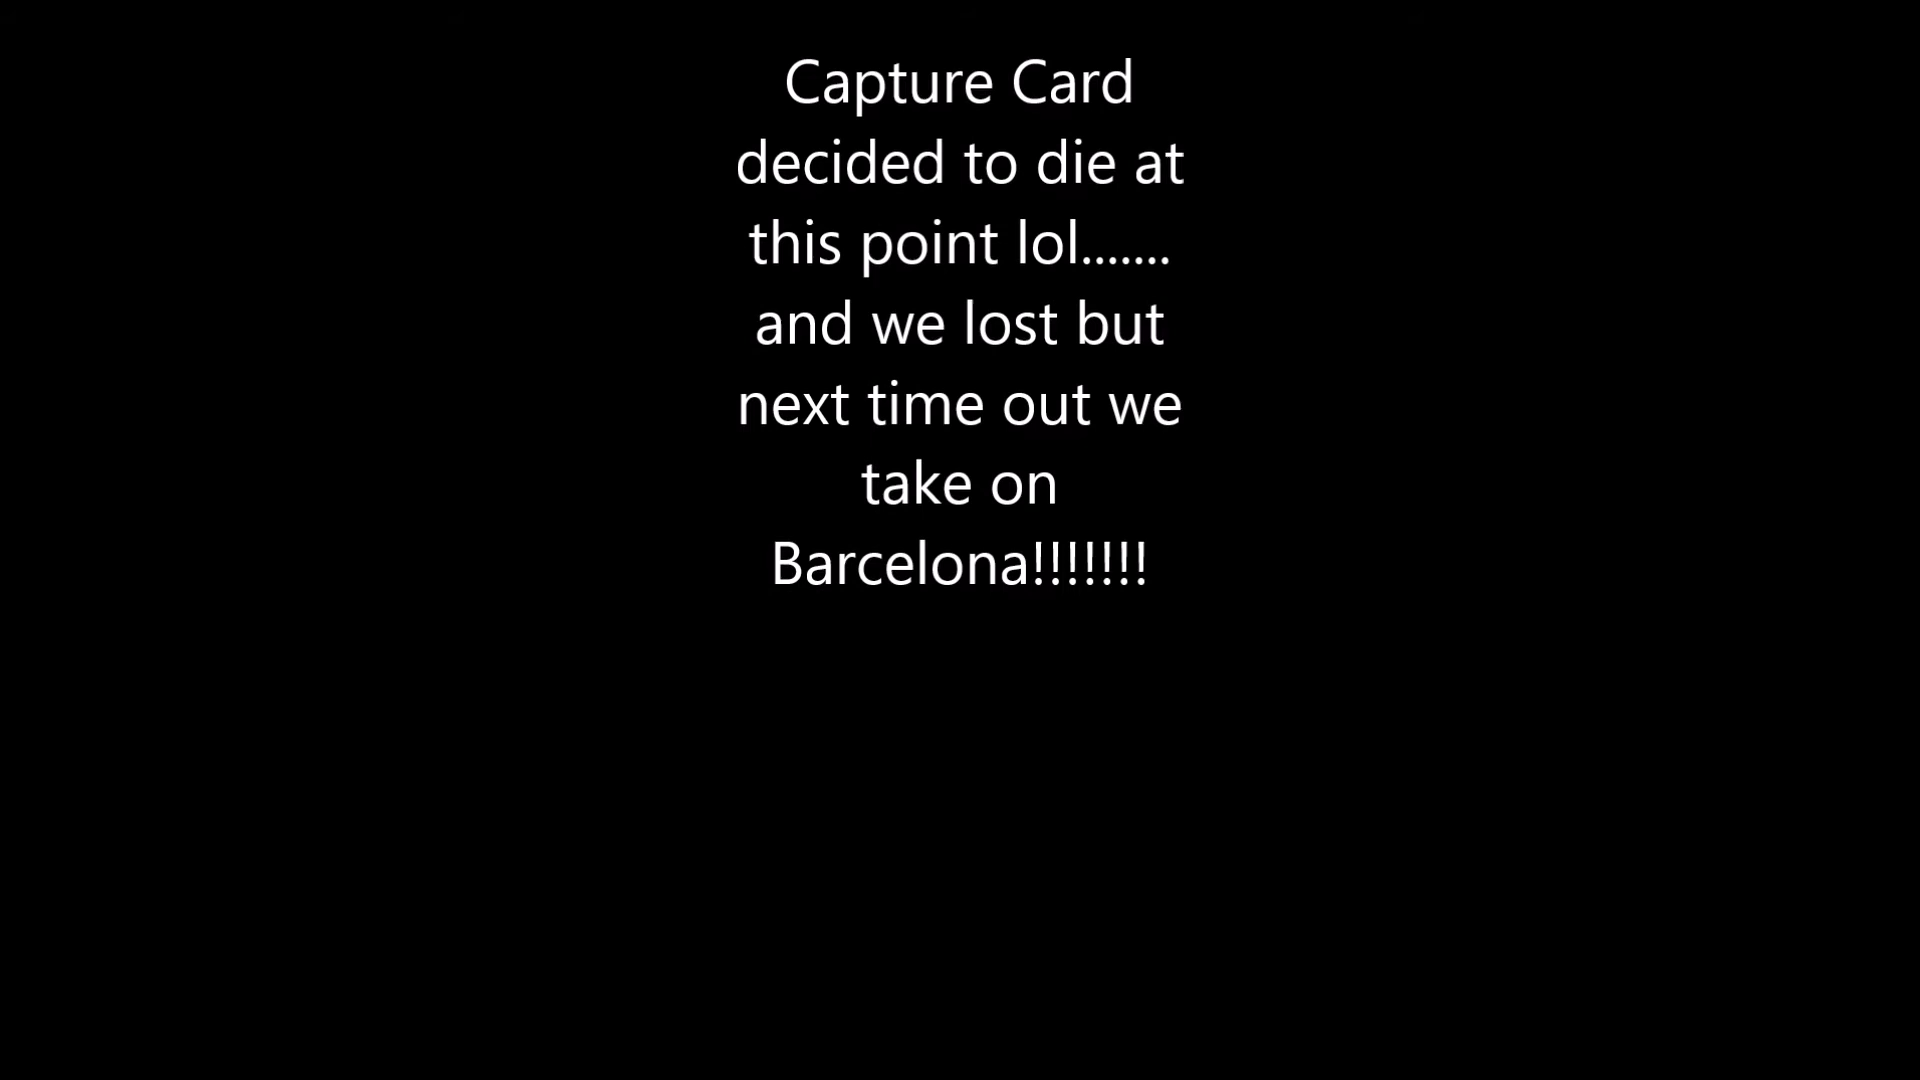 Capture Card
decided to die at
this point lol.......
and we lost but
next time out we
take on
Barcelona!!!!!!!